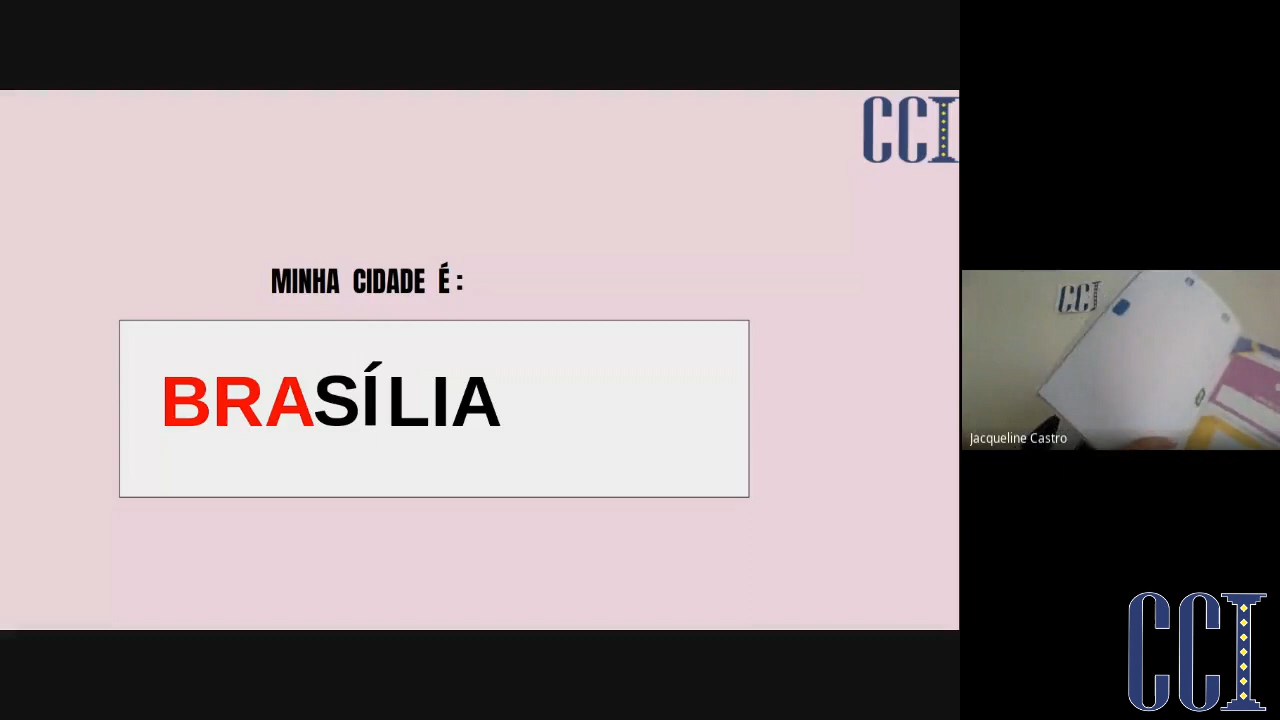 CCI
MINHA CIDADE É:
BRASÍLIA
CCI
Jacqueline Castro
CCI